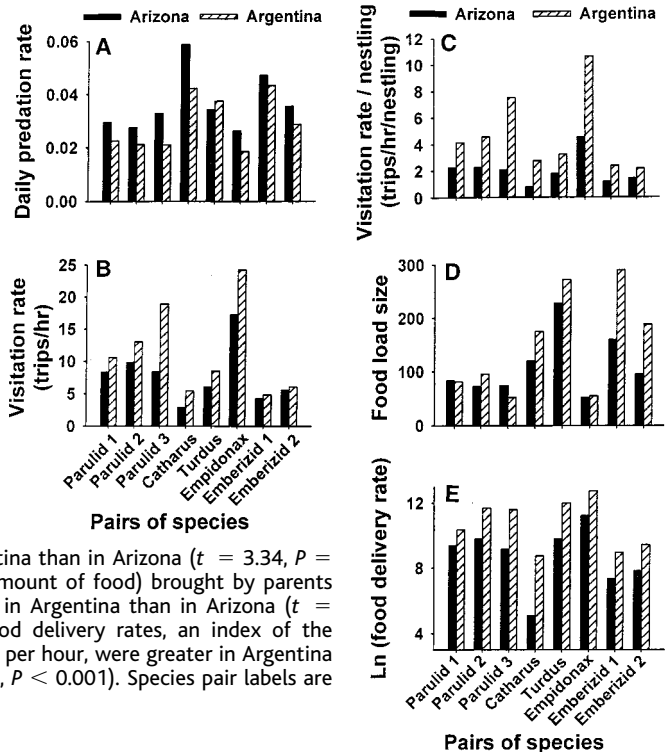 Arizona Argentina
A
Daily predation rate
0.06
0.04
0.02
0.00
B
Visitation rate
(trips/hr)
25
20
15
10
5
0
Parulid 1
Parulid 2
Parulid 3
Catharus
Turdus
Empidonax
Emberizid 1
Emberizid 2
Pairs of species
tina than in Arizona (t = 3.34, P =
mount of food) brought by parents
in Argentina than in Arizona (t =
od delivery rates, an index of the
per hour, were greater in Argentina
, P < 0.001). Species pair labels are
Arizona Argentina
C
Visitation rate / nestling
(trips/hr/nestling)
12
10
8
6
4
2
0
D
Food load size
300
200
100
0
E
Ln (food delivery rate)
12
8
4
Parulid 1
Parulid 2
Parulid 3
Catharus
Turdus
Empidonax
Emberizid 1
Emberizid 2
Pairs of species